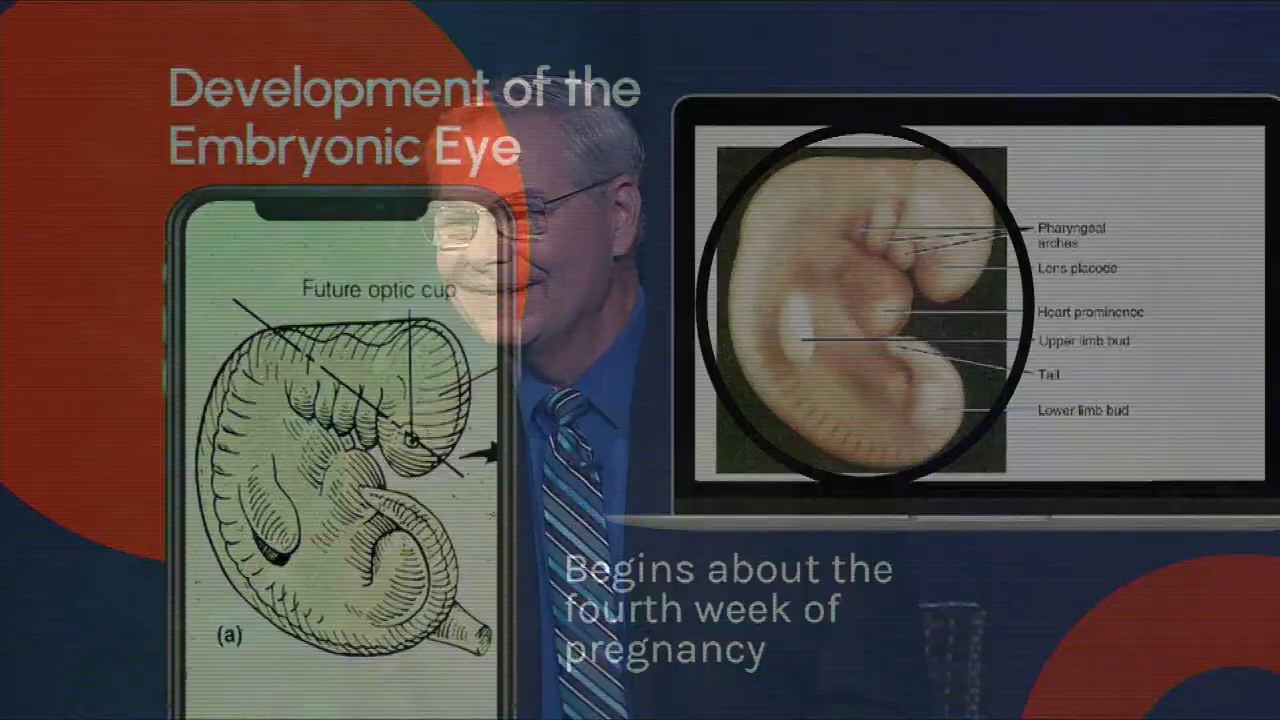 Development of the
Embryonic Eye
Future optic cup
(a)
Pharyngeal
arches
Lens placode
Heart prominence
Upper limb bud
Tail
Lower limb bud
Begins about the
fourth week of
pregnancy